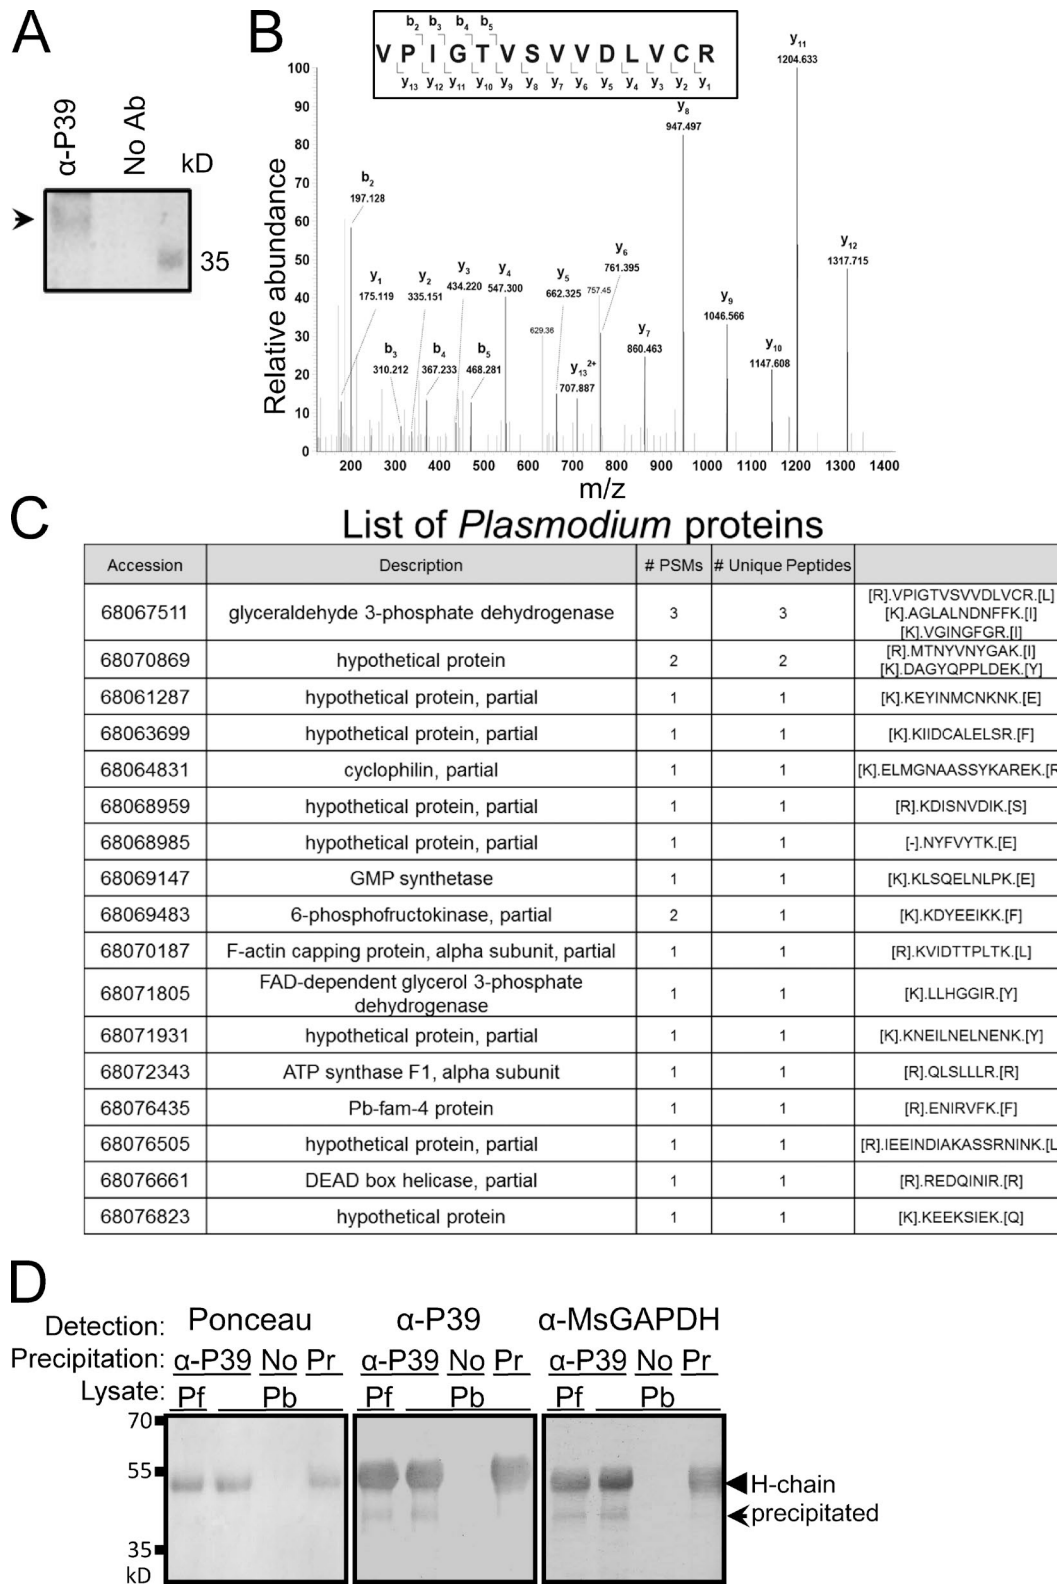 A
α-P39
No Ab
kD
35
B
b2 b3 b4 b5
V P I G T V S V V D L V C R
y13 y12 y11 y10 y9 y8 y7 y6 y5 y4 y3 y2 y1
Relative abundance
100
90
80
70
60
50
40
30
20
10
0
y11
1204.633
y8
947.497
b2
197.128
y12
1317.715
y1
175.119
y2
335.151
y3
434.220
y4
547.300
y5
662.325
757.45
y6
761.395
629.36
b3
310.212
b4
367.233
b5
468.281
y13 2+
707.887
y7
860.463
y9
1046.566
y10
1147.608
200 300 400 500 600 700 800 900 1000 1100 1200 1300 1400
m/z
C
List of Plasmodium proteins
Accession Description # PSMs # Unique Peptides
68067511 glyceraldehyde 3-phosphate dehydrogenase 3 3 [R].VPIGTVSVVDLVCR.[L]
[K].AGLALNDNFFK.[I]
[K].VGINGFGR.[I]
68070869 hypothetical protein 2 2 [R].MTNYVNYGAK.[I]
[K].DAGYQPPLDEK.[Y]
68061287 hypothetical protein, partial 1 1 [K].KEYINMCNKNK.[E]
68063699 hypothetical protein, partial 1 1 [K].KIIDCALELSR.[F]
68064831 cyclophilin, partial 1 1 [K].ELMGNAASSYKAREK.[R
68068959 hypothetical protein, partial 1 1 [R].KDISNVDIK.[S]
68068985 hypothetical protein, partial 1 1 [-].NYFVYTK.[E]
68069147 GMP synthetase 1 1 [K].KLSQELNLPK.[E]
68069483 6-phosphofructokinase, partial 2 1 [K].KDYEEIKK.[F]
68070187 F-actin capping protein, alpha subunit, partial 1 1 [R].KVIDTTPLTK.[L]
68071805 FAD-dependent glycerol 3-phosphate
dehydrogenase 1 1 [K].LLHGGIR.[Y]
68071931 hypothetical protein, partial 1 1 [K].KNEILNELNENK.[Y]
68072343 ATP synthase F1, alpha subunit 1 1 [R].QLSLLLR.[R]
68076435 Pb-fam-4 protein 1 1 [R].ENIRVFK.[F]
68076505 hypothetical protein, partial 1 1 [R].IEEINDIAKASSRNINK.[L
68076661 DEAD box helicase, partial 1 1 [R].REDQINIR.[R]
68076823 hypothetical protein 1 1 [K].KEEKSIEK.[Q]
D
Detection: Ponceau α-P39 α-MsGAPDH
Precipitation: α-P39 No Pr α-P39 No Pr α-P39 No Pr
Lysate: Pf Pb Pf Pb Pf Pb
70
55
35
kD
H-chain
precipitated